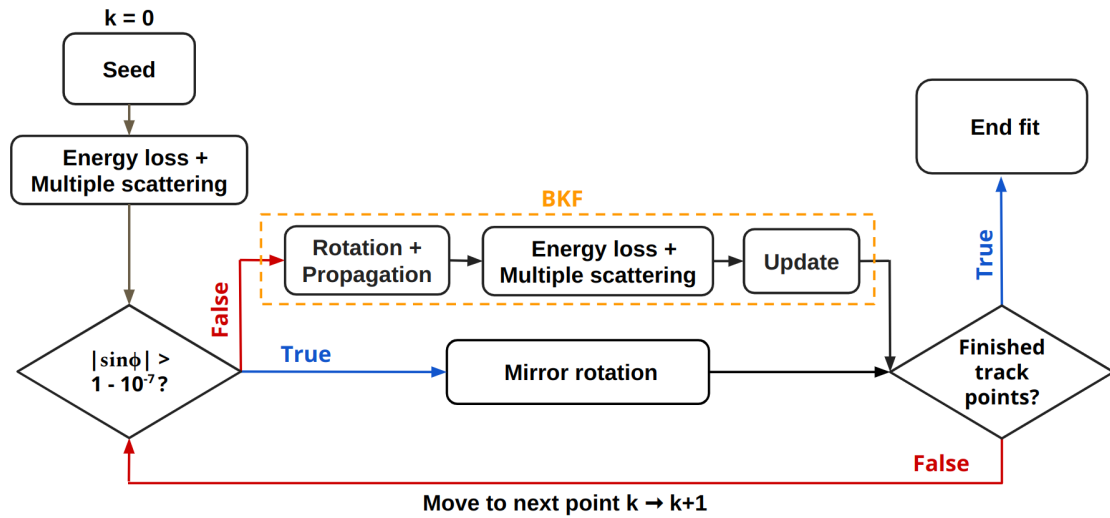 k = 0
Seed
Energy loss +
Multiple scattering
|sinϕ| >
1 - 10⁻⁷?
False
True
BKF
Rotation +
Propagation
Energy loss +
Multiple scattering
Update
Mirror rotation
Finished
track
points?
True
End fit
False
Move to next point k → k+1